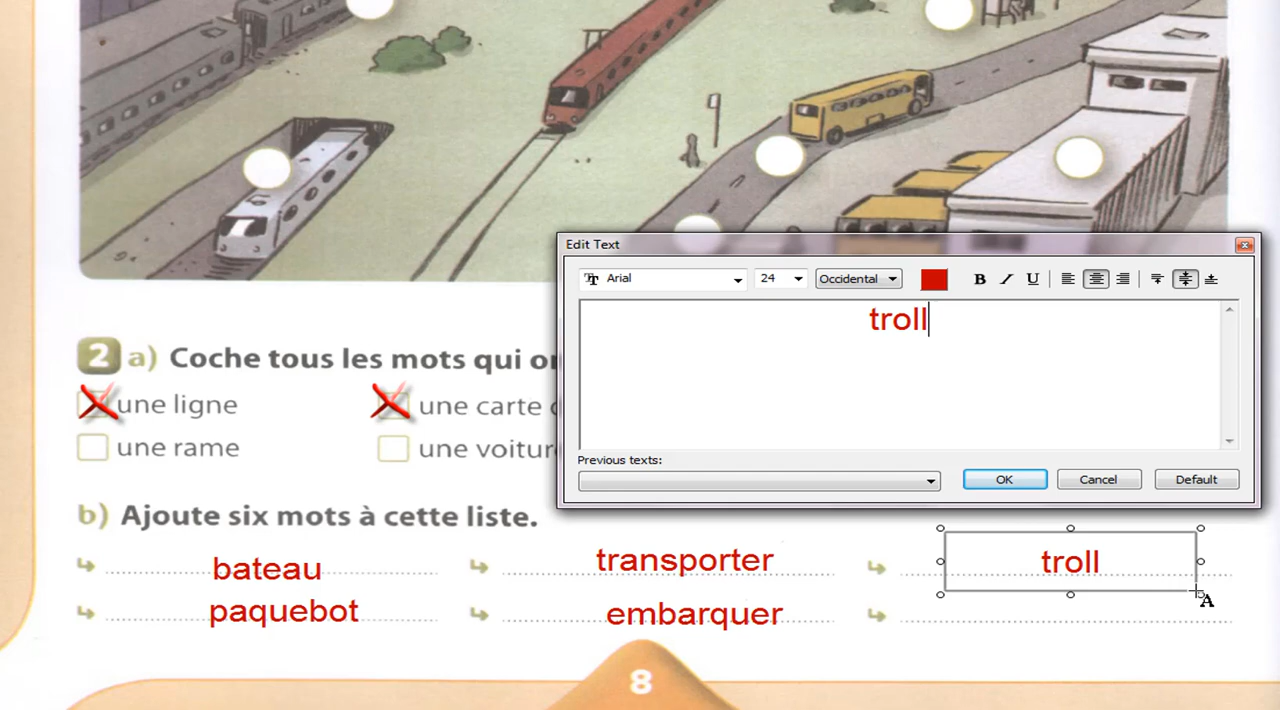 Edit Text
Arial 24 Occidental B I U
troll
2 a) Coche tous les mots qui o
une ligne une carte
une rame une voitur
Previous texts:
OK Cancel Default
b) Ajoute six mots à cette liste.
bateau transporter troll
A
paquebot embarquer
8